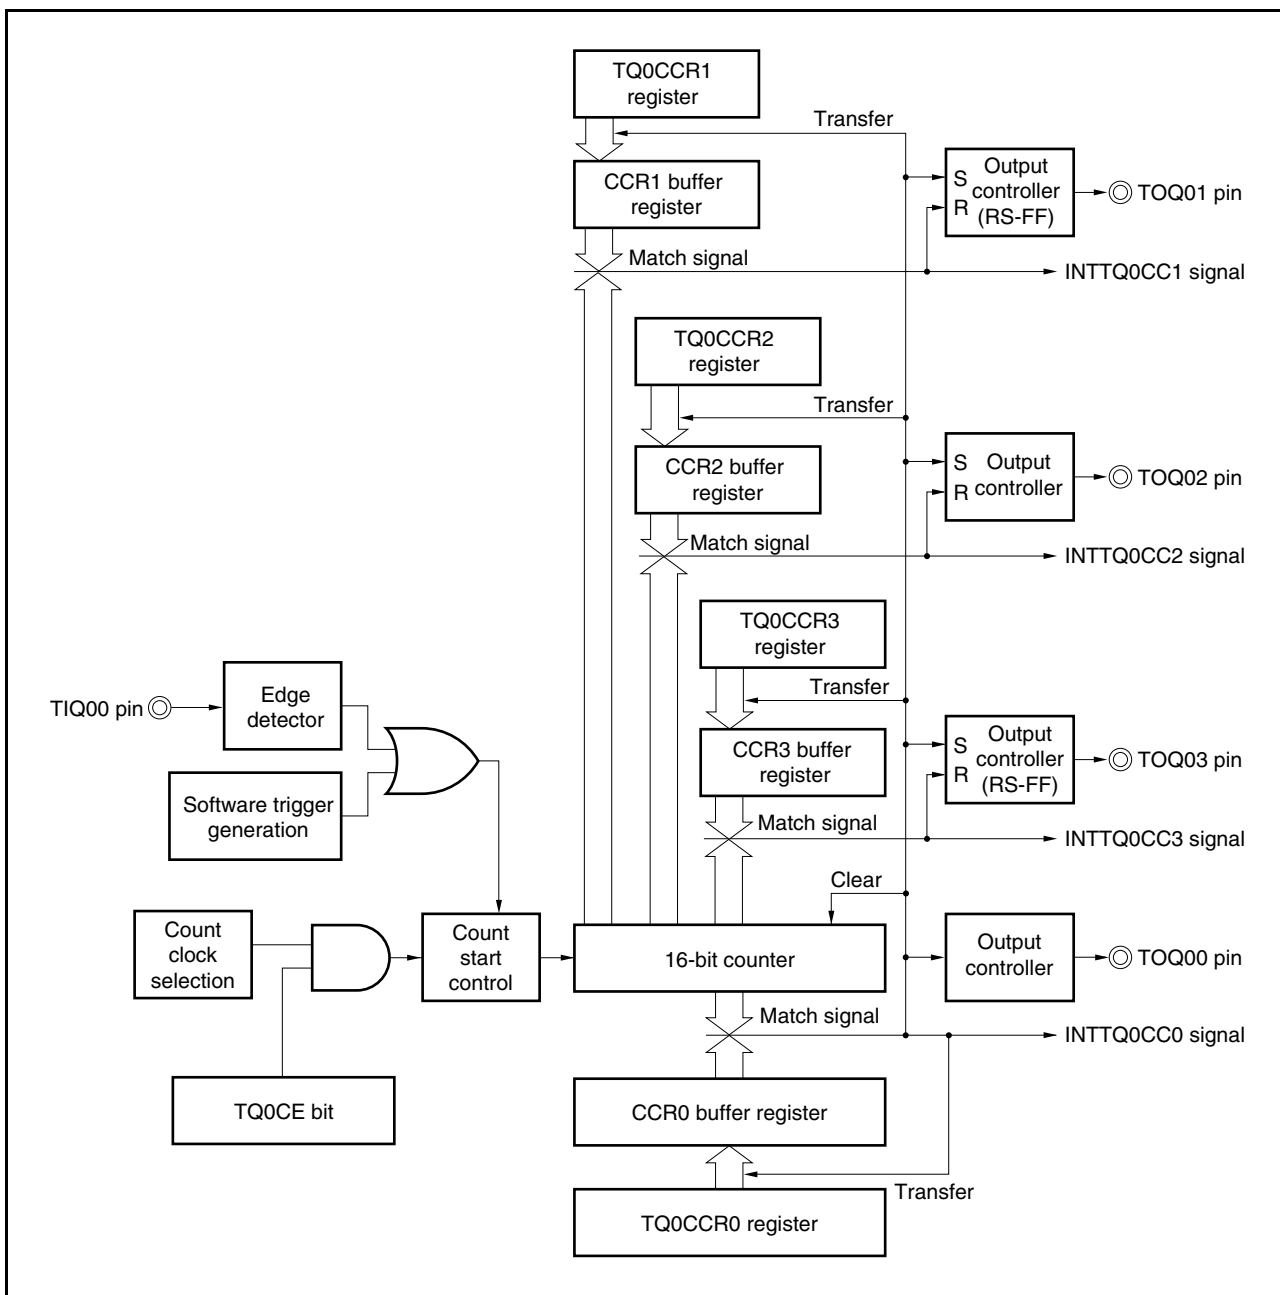 TQ0CCR1
register
Transfer
CCR1 buffer
register
S
R
Output
controller
(RS-FF)
TOQ01 pin
Match signal
INTTQ0CC1 signal
TQ0CCR2
register
Transfer
CCR2 buffer
register
S
R
Output
controller
TOQ02 pin
Match signal
INTTQ0CC2 signal
TQ0CCR3
register
Transfer
TIQ00 pin
Edge
detector
CCR3 buffer
register
S
R
Output
controller
(RS-FF)
TOQ03 pin
Software trigger
generation
Match signal
INTTQ0CC3 signal
Clear
Count
clock
selection
Count
start
control
16-bit counter
Output
controller
TOQ00 pin
Match signal
INTTQ0CC0 signal
TQ0CE bit
CCR0 buffer register
Transfer
TQ0CCR0 register